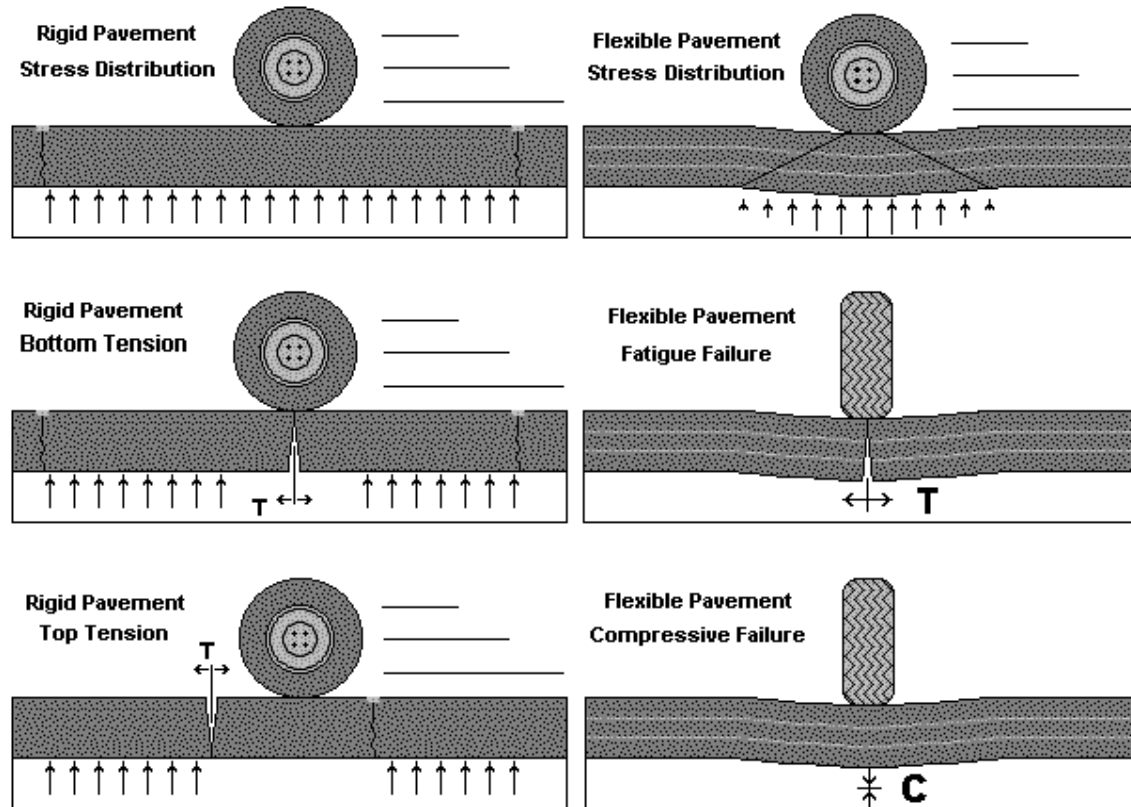 Rigid Pavement
Stress Distribution
Flexible Pavement
Stress Distribution
Rigid Pavement
Bottom Tension
T
Flexible Pavement
Fatigue Failure
T
Rigid Pavement
Top Tension
T
Flexible Pavement
Compressive Failure
C